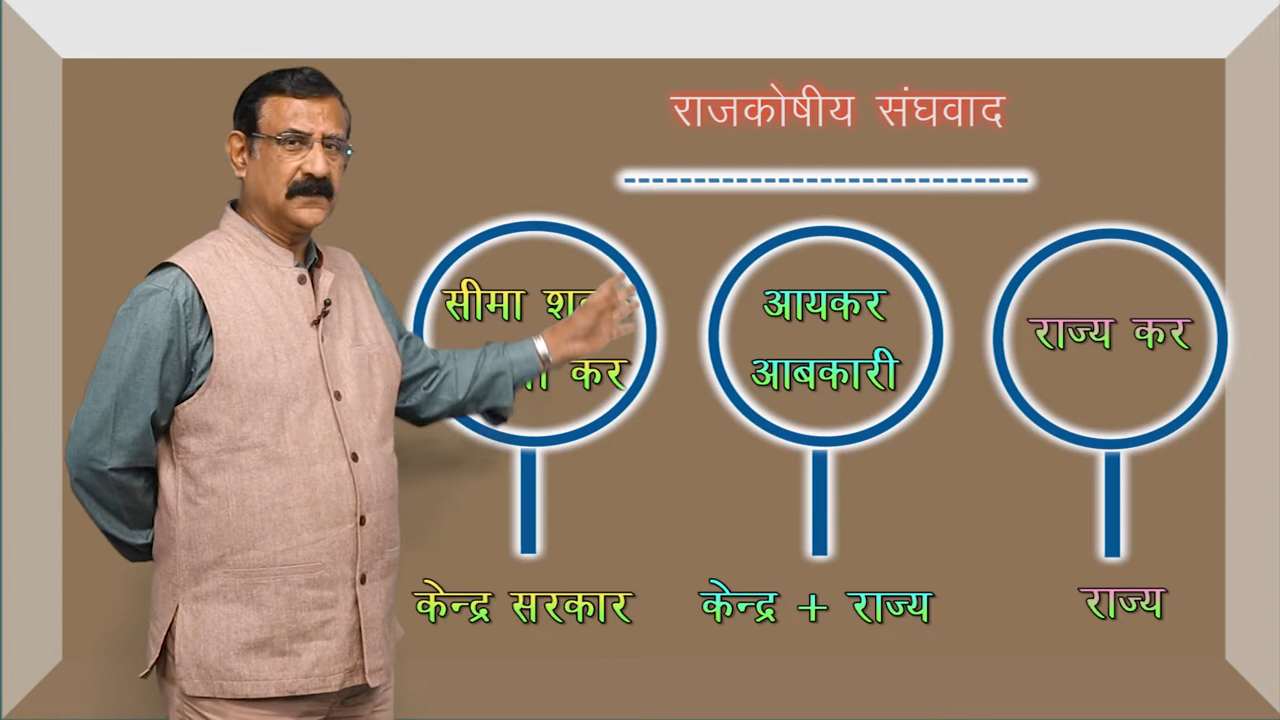 राजकोषीय संघवाद
सीमा
कर
आयकर
आबकारी
राज्य कर
केन्द्र सरकार
केन्द्र + राज्य
राज्य